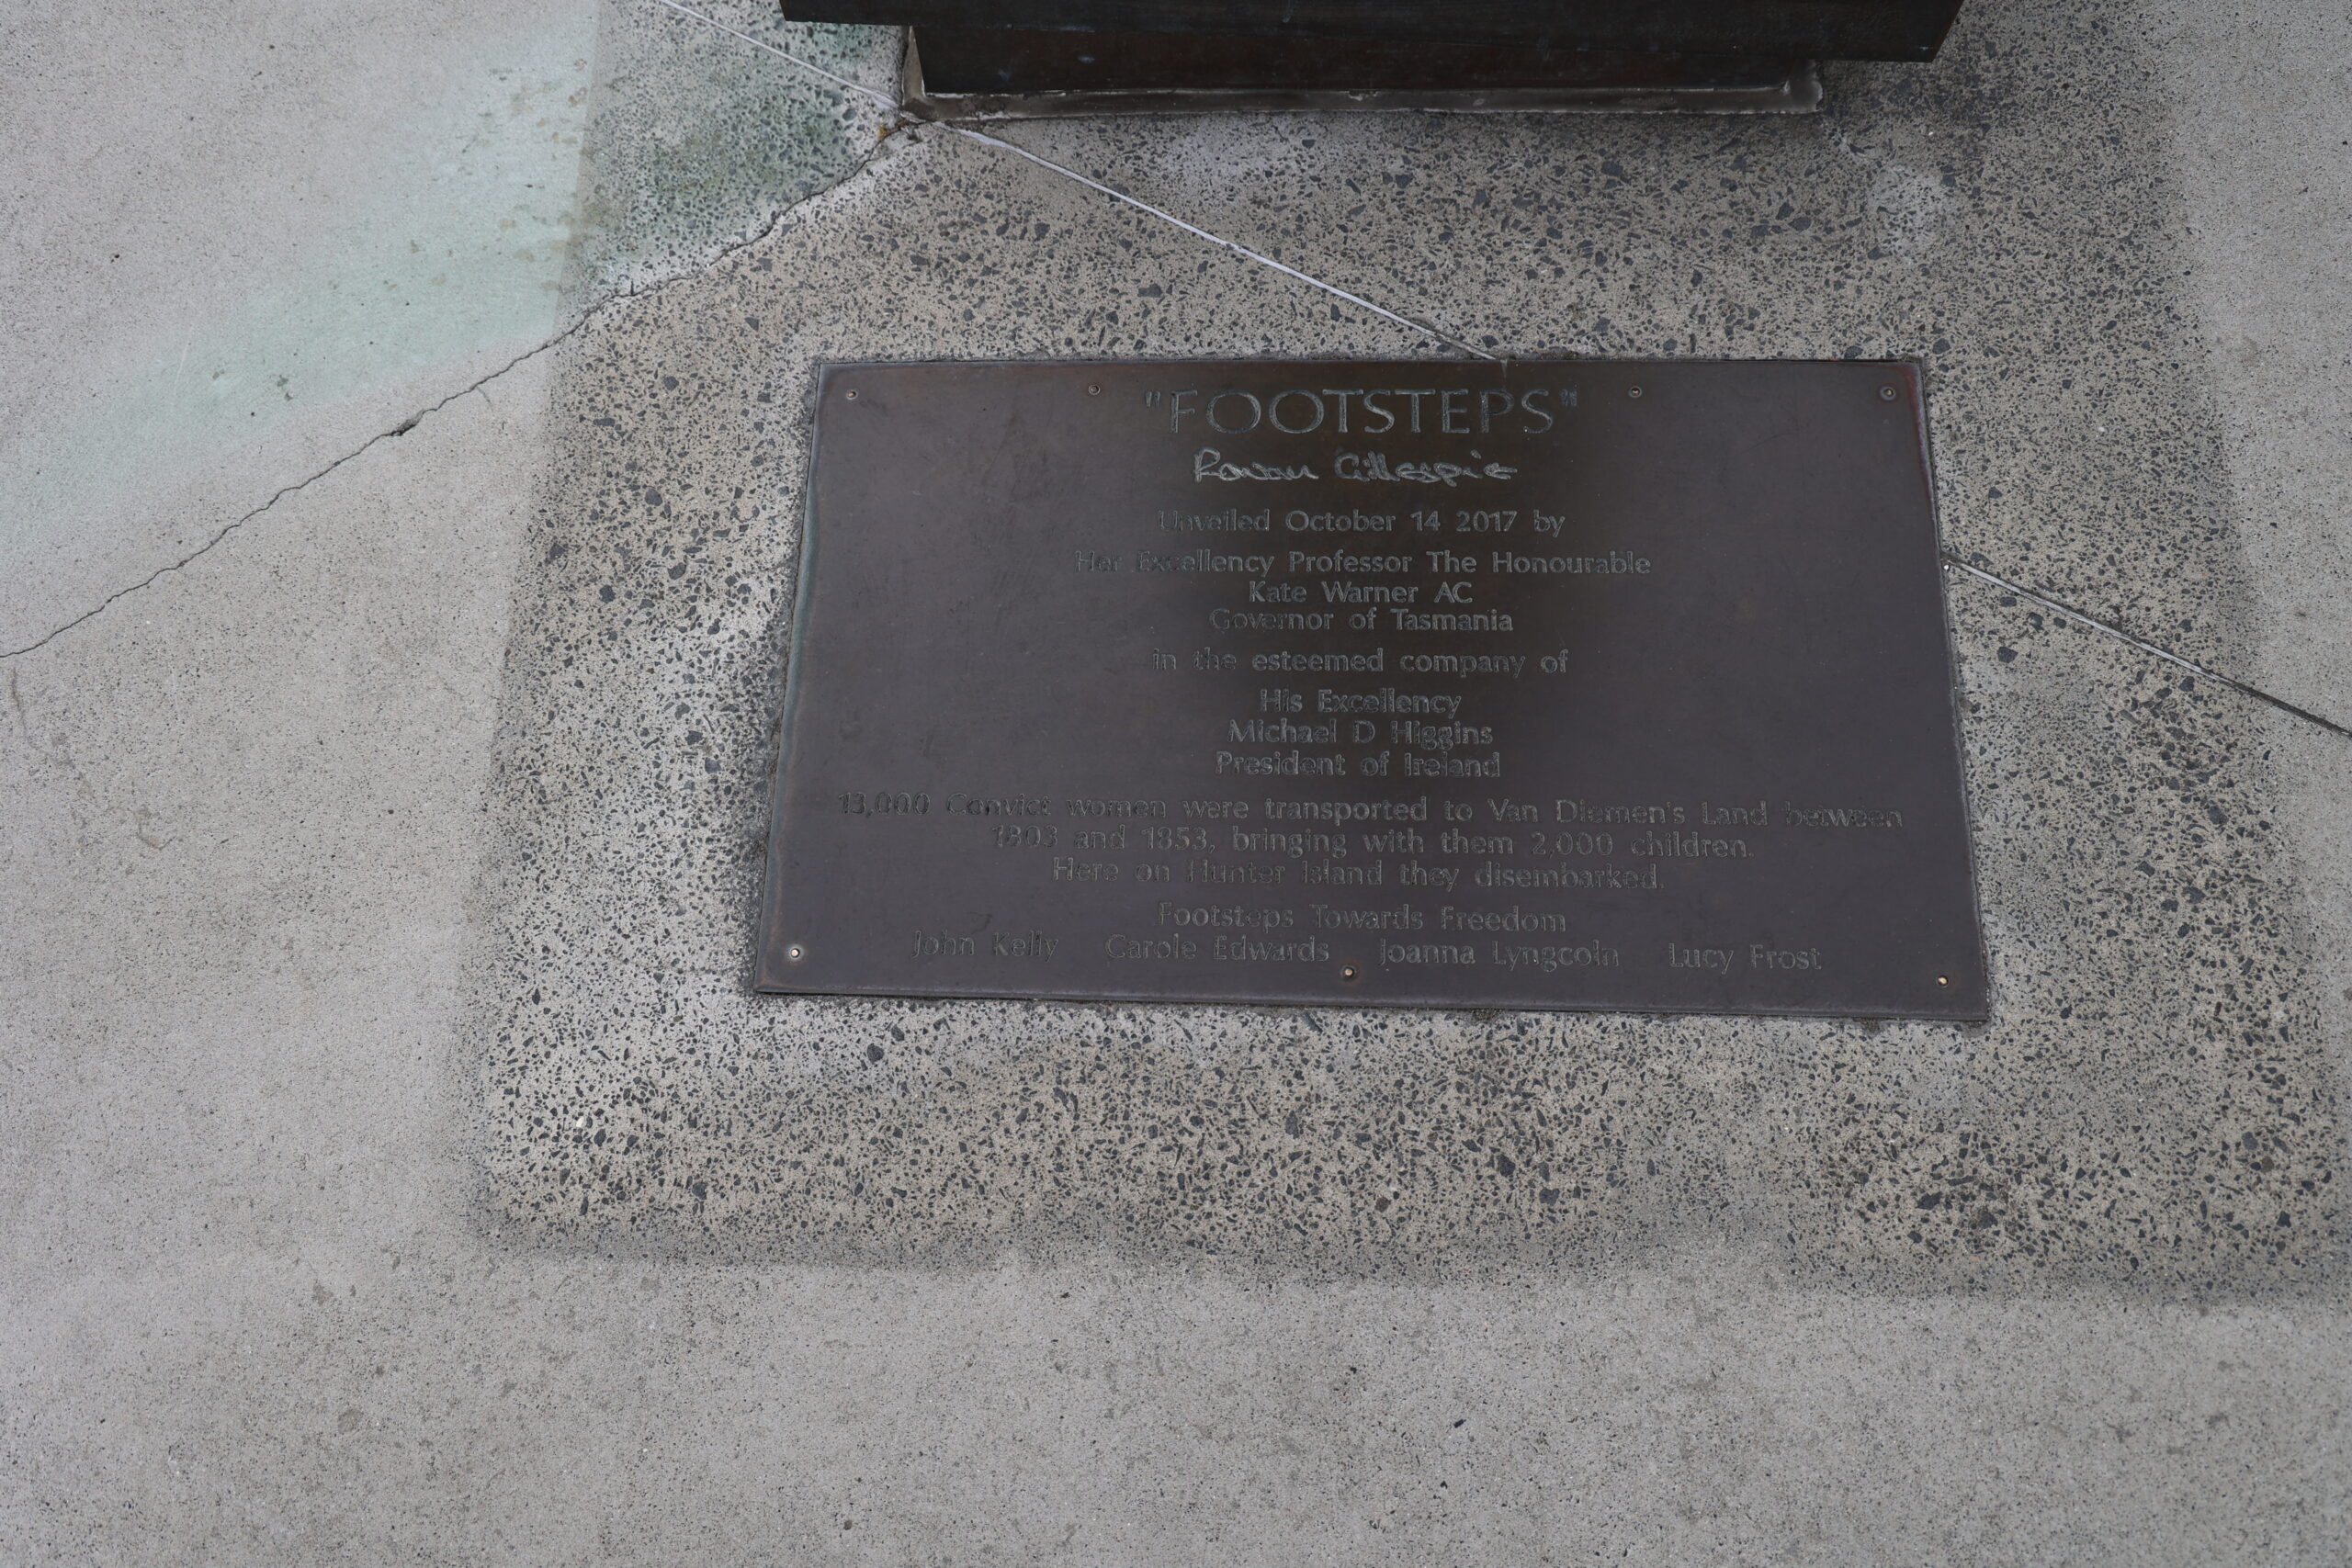 "FOOTSTEPS"
Rowan Gillespie
Unveiled October 14 2017 by
Her Excellency Professor The Honourable
Kate Warner AC
Governor of Tasmania
in the esteemed company of
His Excellency
Michael D Higgins
President of Ireland
13,000 Convict women were transported to Van Diemen's Land between
1803 and 1853, bringing with them 2,000 children.
Here on Hunter Island they disembarked.
Footsteps Towards Freedom
John Kelly Carole Edwards Joanna Lyngcoln Lucy Frost